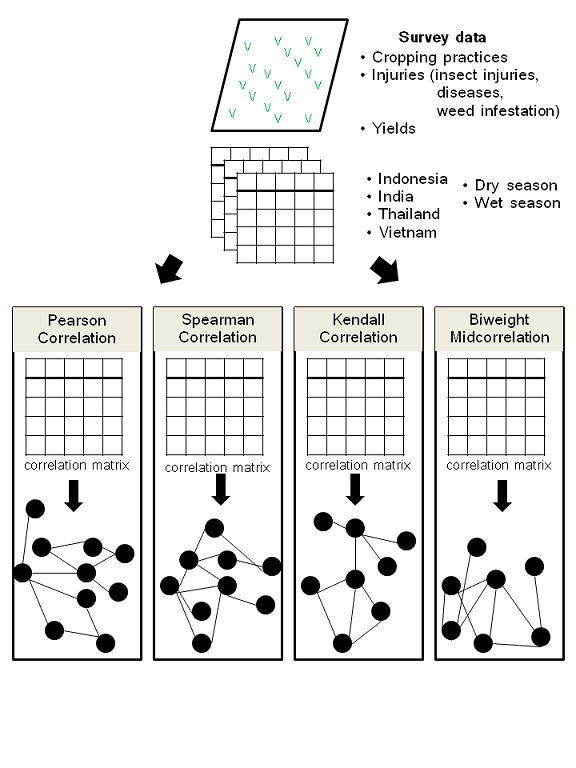 Survey data
• Cropping practices
• Injuries (insect injuries,
diseases,
weed infestation)
• Yields
• Indonesia
• India
• Thailand
• Vietnam
• Dry season
• Wet season
Pearson
Correlation
correlation matrix
Spearman
Correlation
correlation matrix
Kendall
Correlation
correlation matrix
Biweight
Midcorrelation
correlation matrix